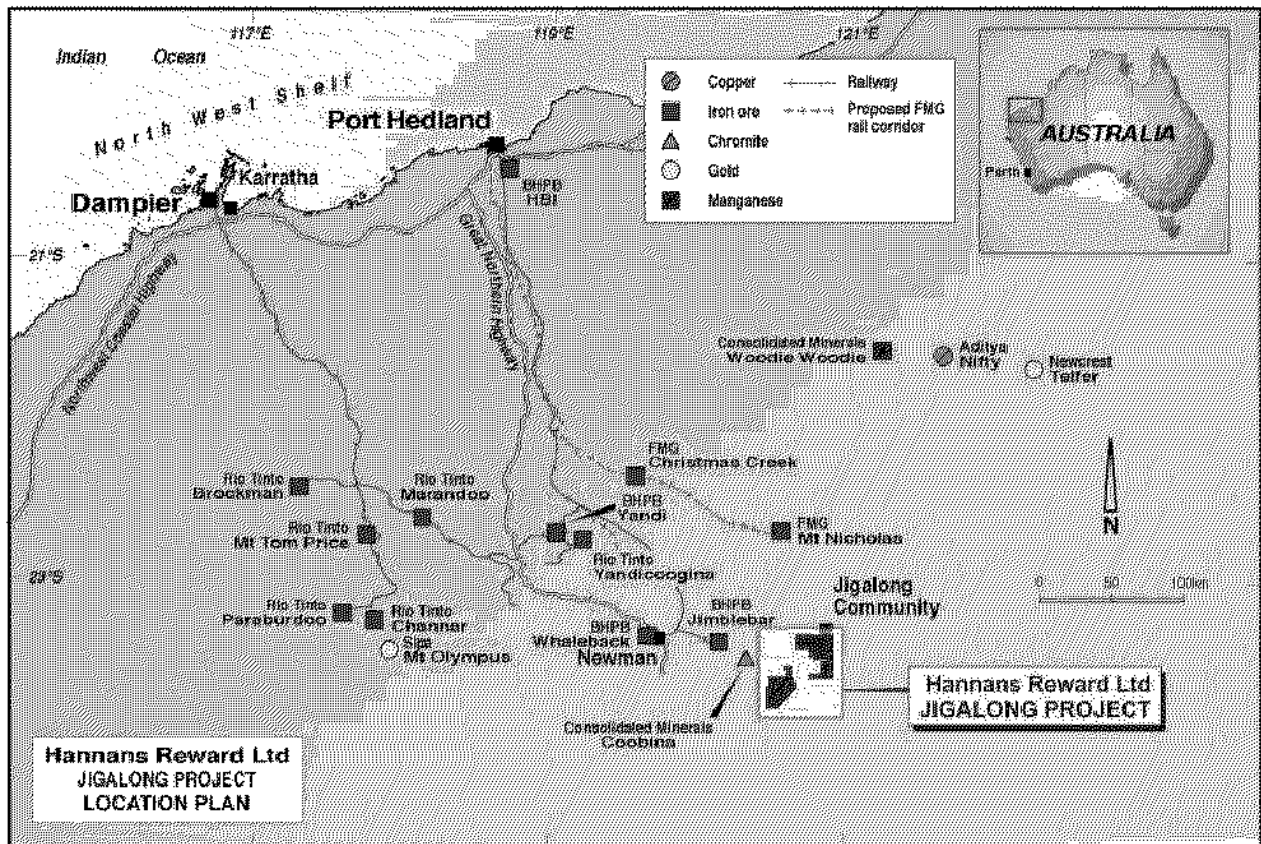 117°E
119°E
121°E
Indian Ocean
North West Shelf
Port Hedland
Karratha
Dampier
BHPB
HBI
Copper
Iron ore
Chromite
Gold
Manganese
Railway
Proposed FMG
rail corridor
AUSTRALIA
Perth
21°S
Northwest Coastal Highway
Great Northern Highway
Consolidated Minerals
Woodie Woodie
Aditya
Nifty
Newcrest
Telfer
FMG
Christmas Creek
Rio Tinto
Brockman
Rio Tinto
Marandoo
BHPB
Yandi
Rio Tinto
Mt Tom Price
FMG
Mt Nicholas
N
Rio Tinto
Yandicoogina
23°S
0 50 100km
Jigalong
Community
Rio Tinto
Paraburdoo
Rio Tinto
Channar
Sipa
Mt Olympus
BHPB
Whaleback
Newman
BHPB
Jimblebar
Hannans Reward Ltd
JIGALONG PROJECT
Consolidated Minerals
Coobina
Hannans Reward Ltd
JIGALONG PROJECT
LOCATION PLAN